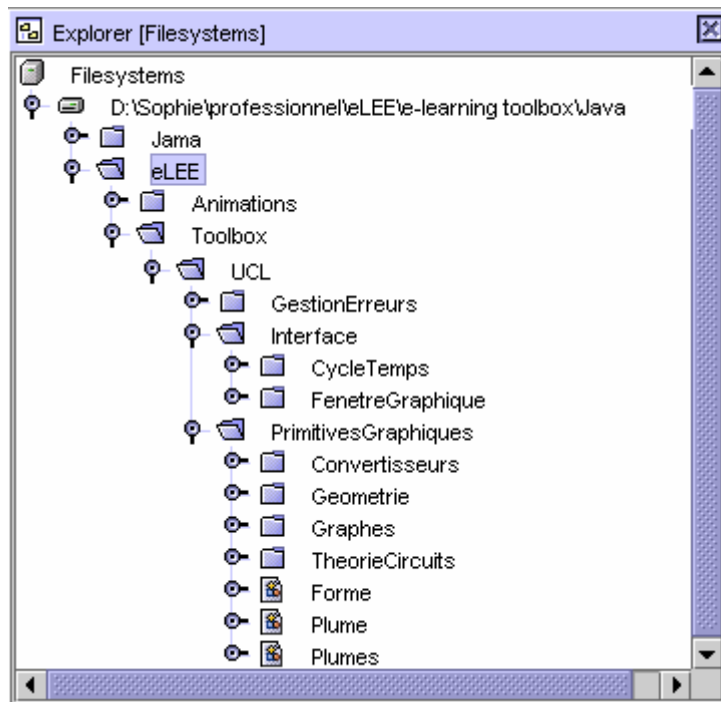 Explorer [Filesystems]
Filesystems
D:\Sophie\professionnel\eLEE\e-learning toolbox\Java
Jama
eLEE
Animations
Toolbox
UCL
GestionErreurs
Interface
CycleTemps
FenetreGraphique
PrimitivesGraphiques
Convertisseurs
Geometrie
Graphes
TheorieCircuits
Forme
Plume
Plumes